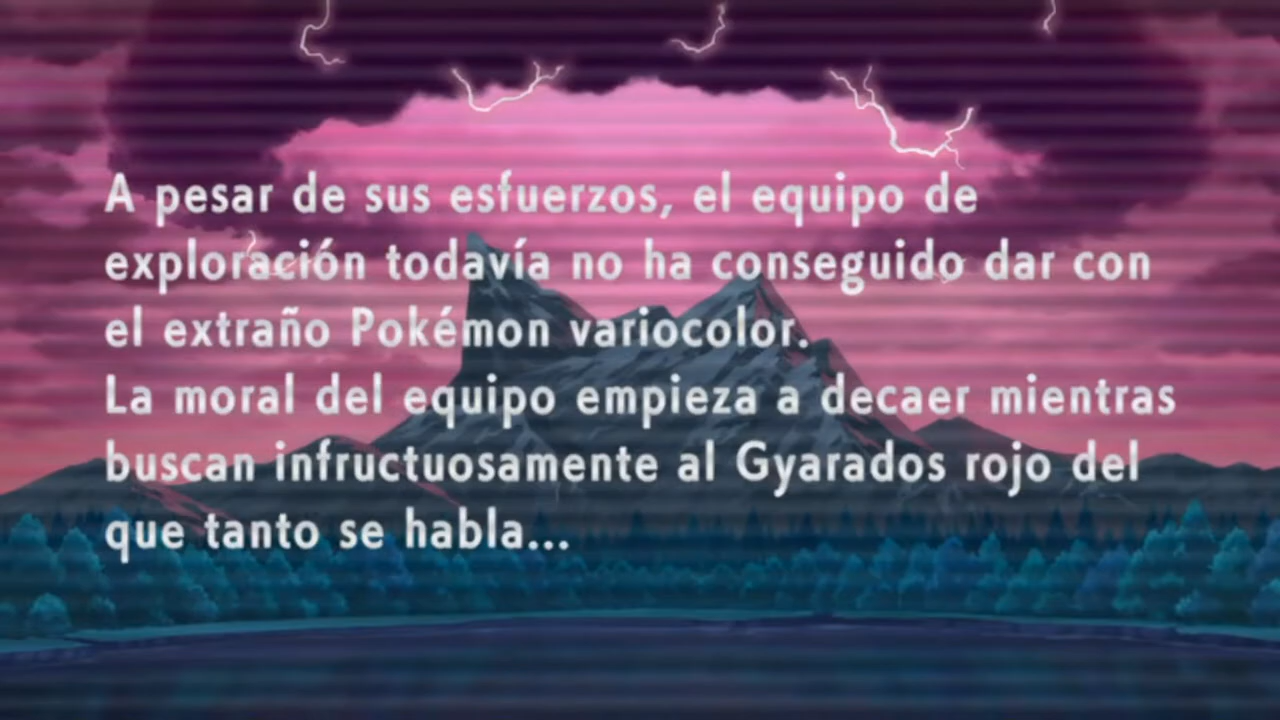 A pesar de sus esfuerzos, el equipo de
exploración todavía no ha conseguido dar con
el extraño Pokémon variocolor.
La moral del equipo empieza a decaer mientras
buscan infructuosamente al Gyarados rojo del
que tanto se habla...